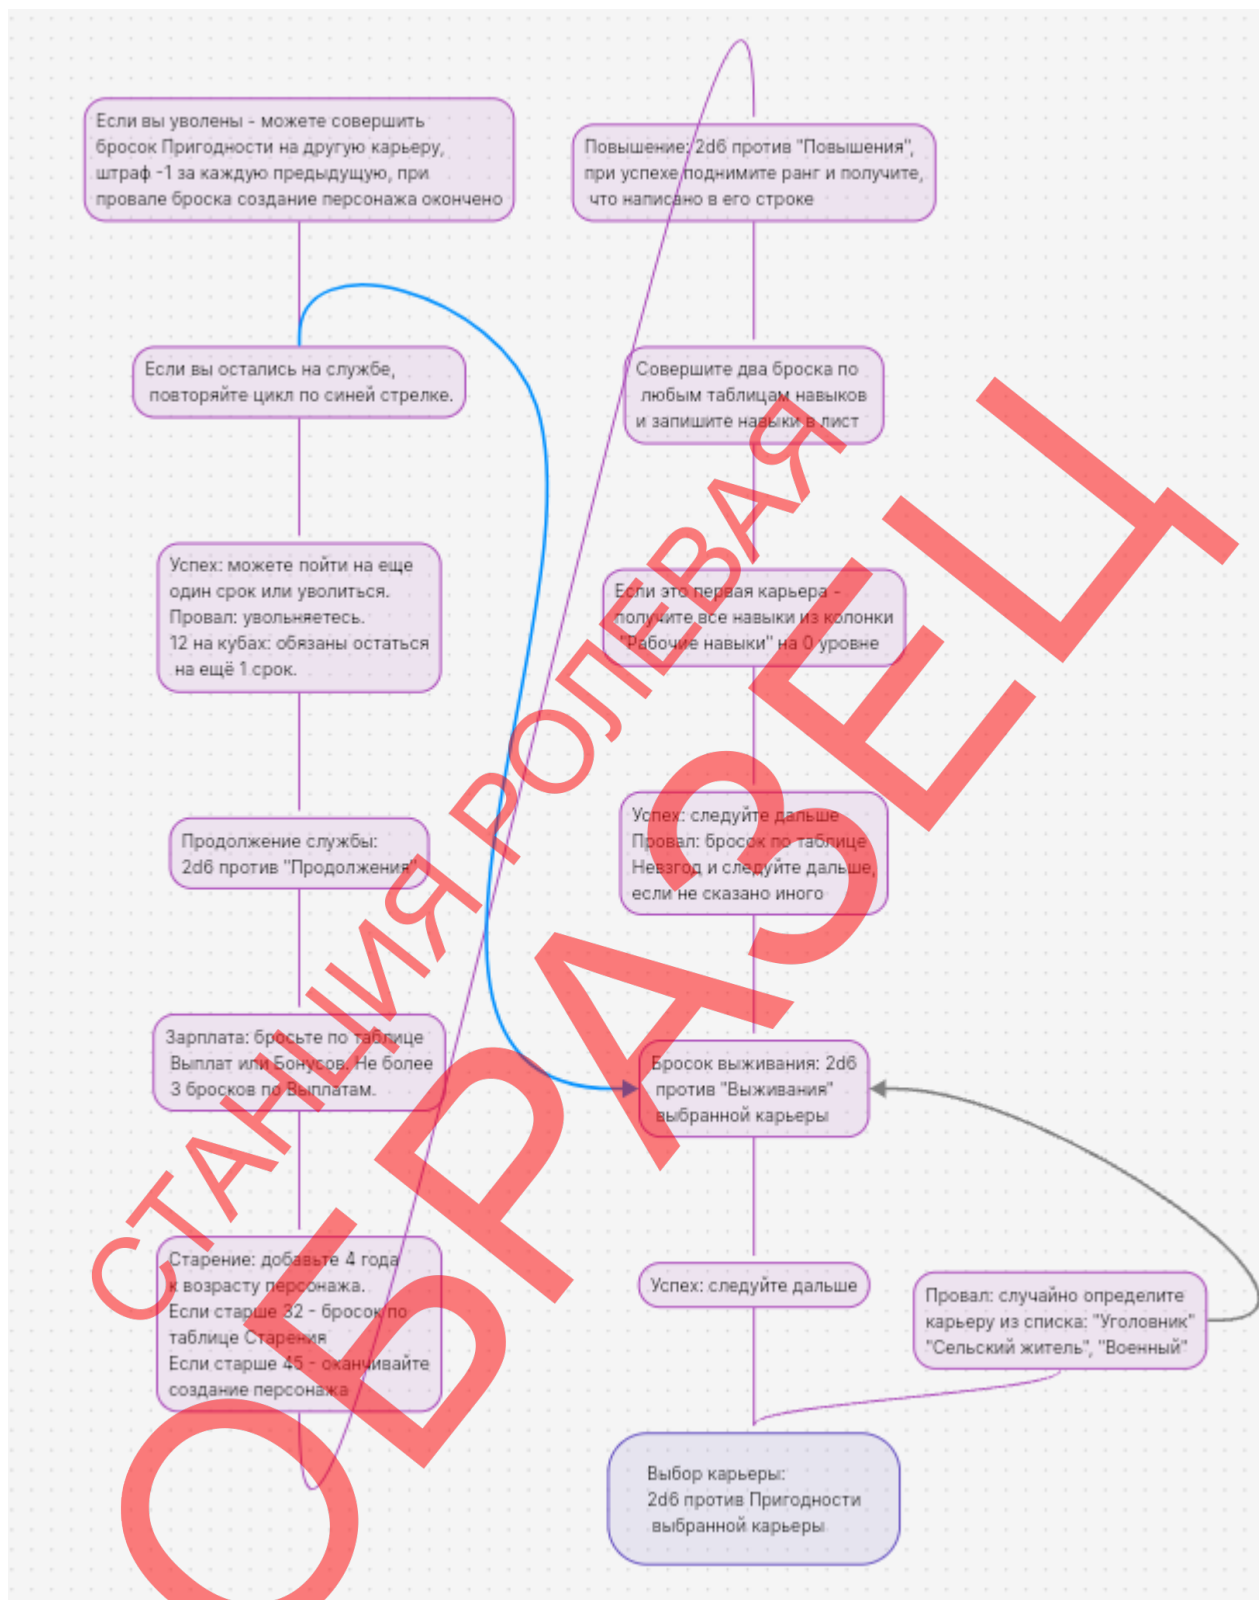 Если вы уволены - можете совершить
бросок Пригодности на другую карьеру,
штраф -1 за каждую предыдущую, при
провале броска создание персонажа окончено
Если вы остались на службе,
повторяйте цикл по синей стрелке.
Успех: можете пойти на еще
один срок или уволиться.
Провал: увольняетесь.
12 на кубах: обязаны остаться
на ещё 1 срок.
Продолжение службы:
2d6 против "Продолжения"
Зарплата: бросьте по таблице
Выплат или Бонусов. Не более
3 бросков по Выплатам.
Старение: добавьте 4 года
к возрасту персонажа.
Если старше 32 - бросок по
таблице Старения
Если старше 45 - оканчивайте
создание персонажа
Повышение: 2d6 против "Повышения",
при успехе поднимите ранг и получите,
что написано в его строке
Совершите два броска по
любым таблицам навыков
и запишите навыки в лист
Если это первая карьера -
получите все навыки из колонки
"Рабочие навыки" на 0 уровне
Успех: следуйте дальше
Провал: бросок по таблице
Невзгод и следуйте дальше,
если не сказано иного
Бросок выживания: 2d6
против "Выживания"
выбранной карьеры
Успех: следуйте дальше
Провал: случайно определите
карьеру из списка: "Уголовник"
"Сельский житель", "Военный"
Выбор карьеры:
2d6 против Пригодности
выбранной карьеры
СТАНЦИЯ РОЛЕВАЯ
ОБРАЗЕЦ